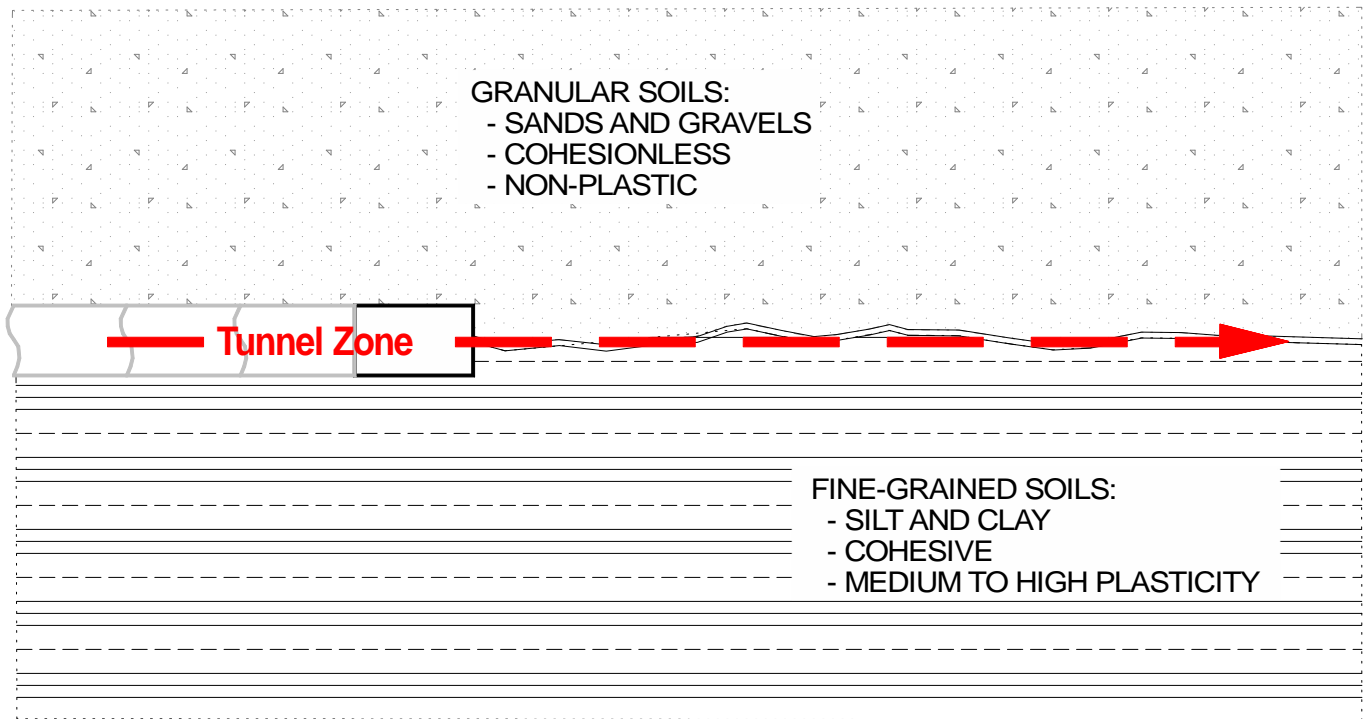 GRANULAR SOILS:
- SANDS AND GRAVELS
- COHESIONLESS
- NON-PLASTIC
Tunnel Zone
FINE-GRAINED SOILS:
- SILT AND CLAY
- COHESIVE
- MEDIUM TO HIGH PLASTICITY